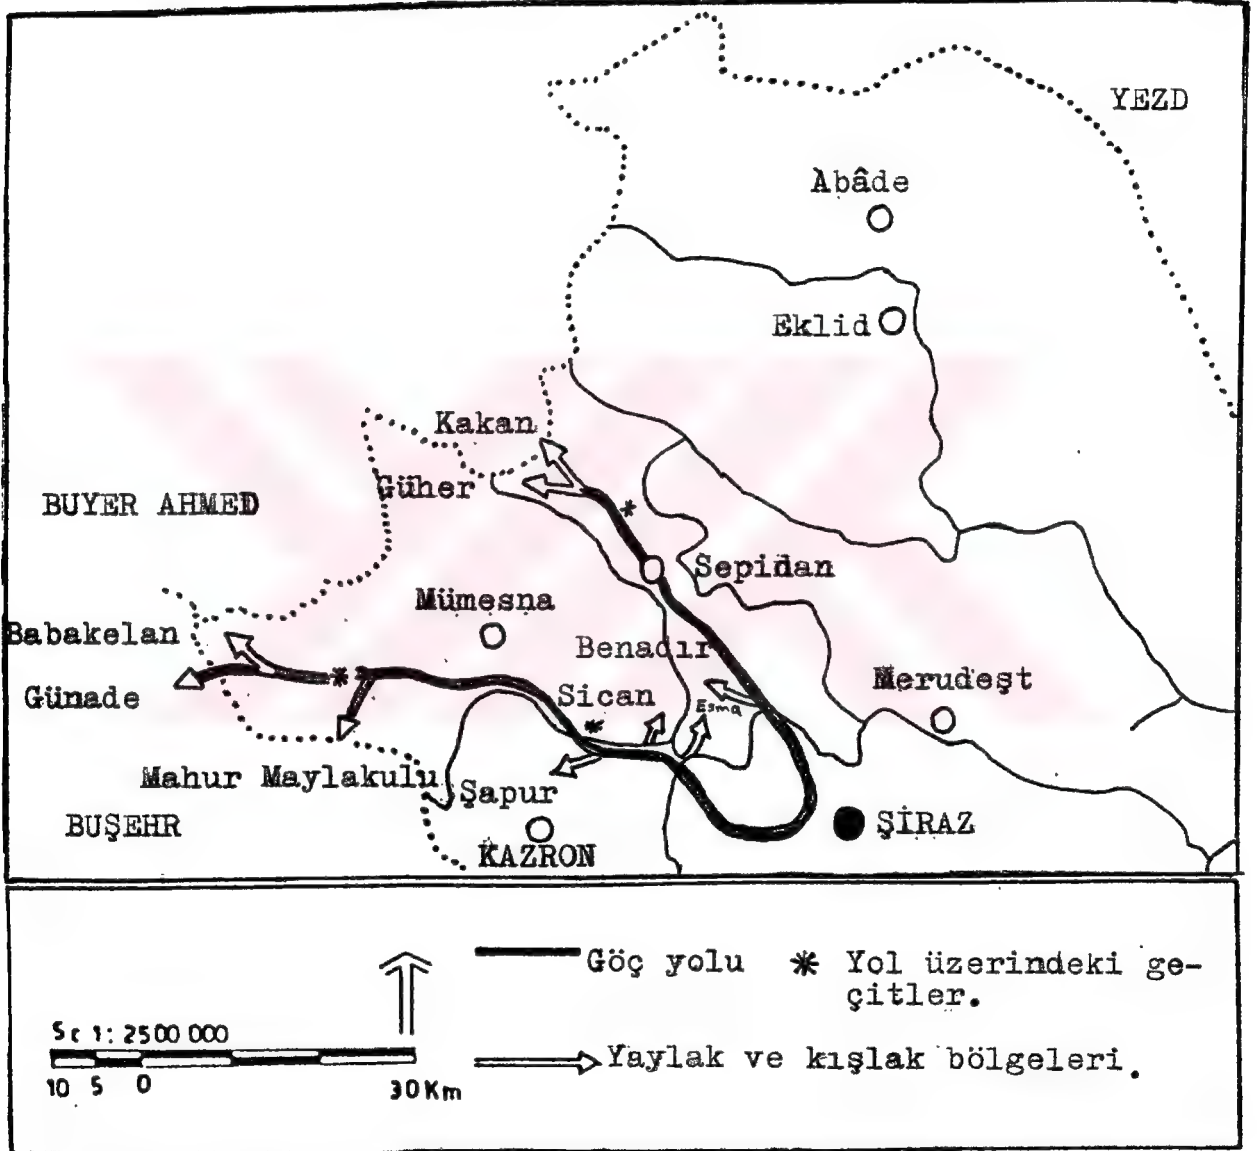 YEZD
Abâde
Eklid
Kakan
Güher
BUYER AHMED
Sepidan
Mümesna
Babakelan
Benadır
Günade
Sican
Esma
Merudeşt
Mahur Maylakulu
Şapur
BUŞEHR
ŞİRAZ
KAZRON
Göç yolu
* Yol üzerindeki ge-
çitler.
Sc 1: 2500 000
10 5 0 30 Km
Yaylak ve kışlak bölgeleri.